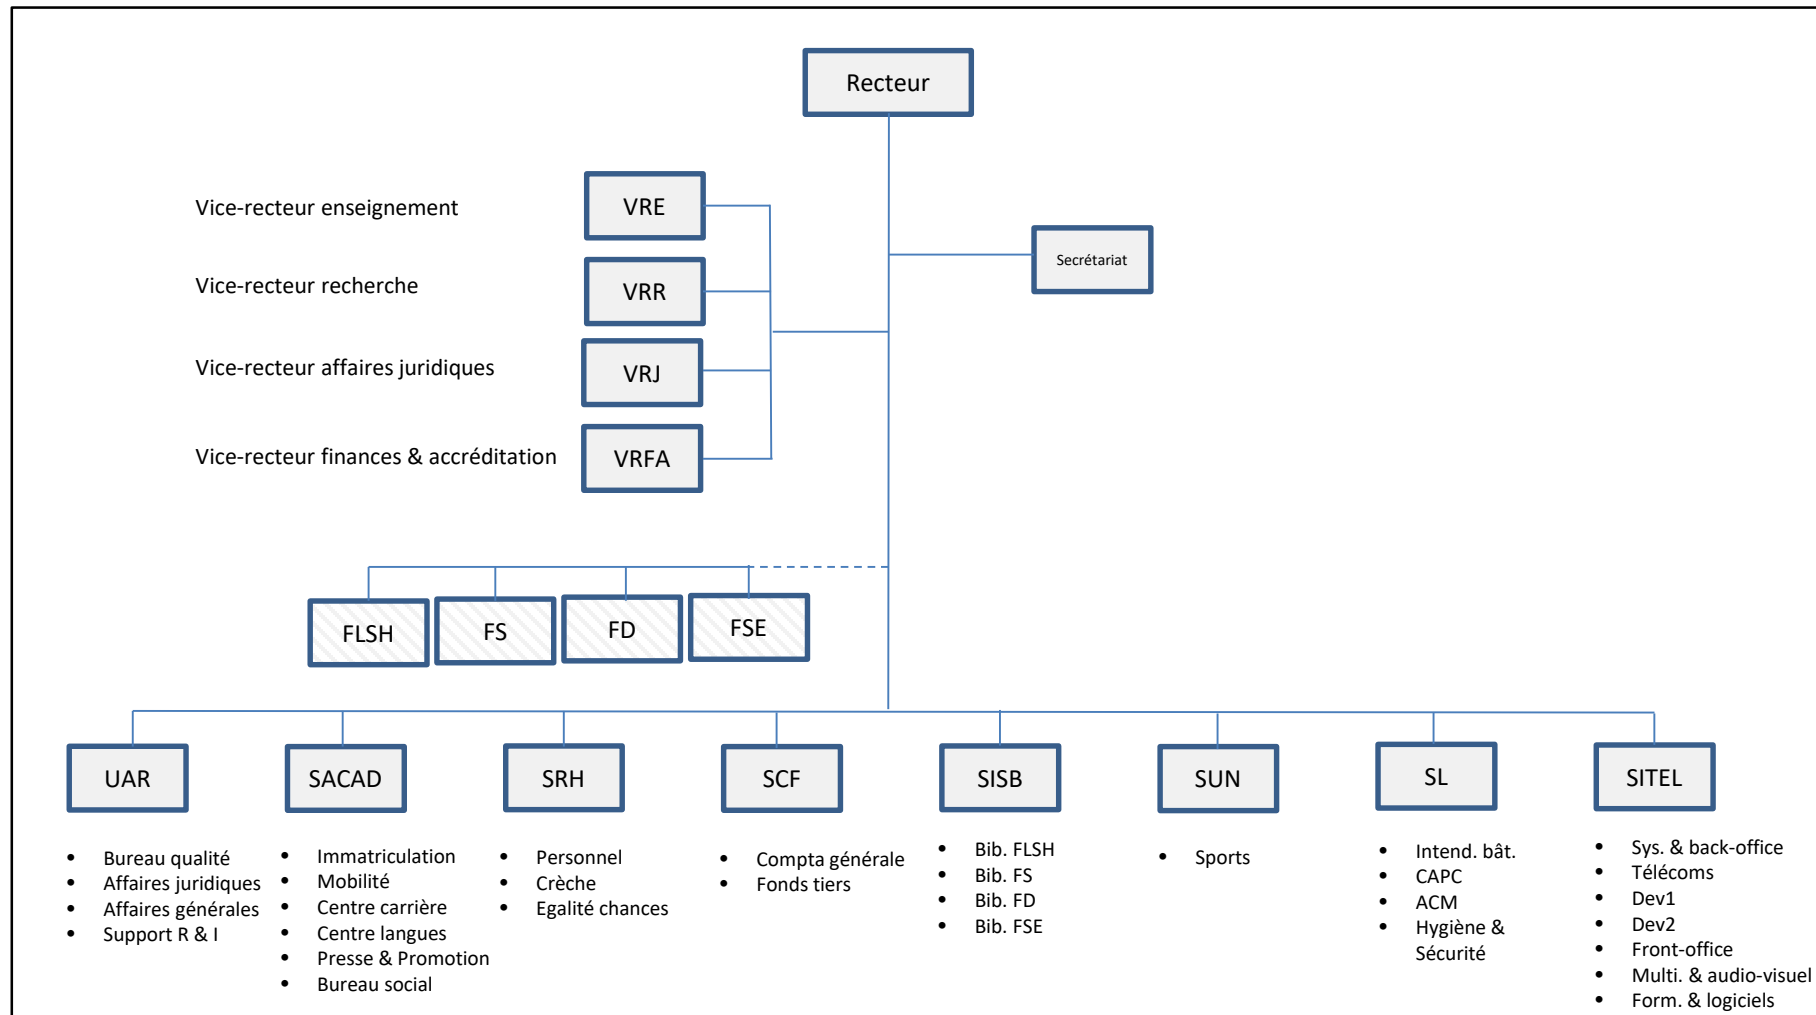 Recteur
Vice-recteur enseignement
VRE
Secrétariat
Vice-recteur recherche
VRR
Vice-recteur affaires juridiques
VRJ
Vice-recteur finances & accréditation
VRFA
FLSH
FS
FD
FSE
UAR
SACAD
SRH
SCF
SISB
SUN
SL
SITEL
• Bureau qualité
• Affaires juridiques
• Affaires générales
• Support R & I
• Immatriculation
• Mobilité
• Centre carrière
• Centre langues
• Presse & Promotion
• Bureau social
• Personnel
• Crèche
• Egalité chances
• Compta générale
• Fonds tiers
• Bib. FLSH
• Bib. FS
• Bib. FD
• Bib. FSE
• Sports
• Intend. bât.
• CAPC
• ACM
• Hygiène &
Sécurité
• Sys. & back-office
• Télécoms
• Dev1
• Dev2
• Front-office
• Multi. & audio-visuel
• Form. & logiciels